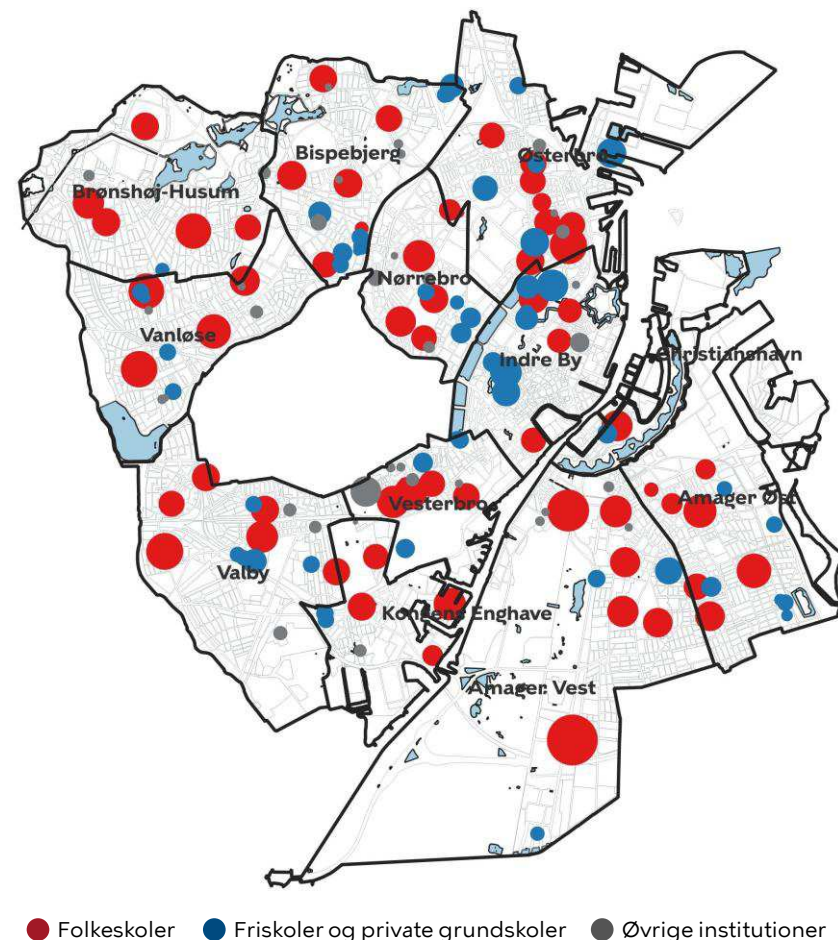 Bispebjerg
Østerbro
Brønshøj-Husum
Nørrebro
Vanløse
Indre By
Christianshavn
Vesterbro
Amager Øst
Valby
Kongens Enghave
Amager Vest
Folkeskoler
Friskoler og private grundskoler
Øvrige institutioner